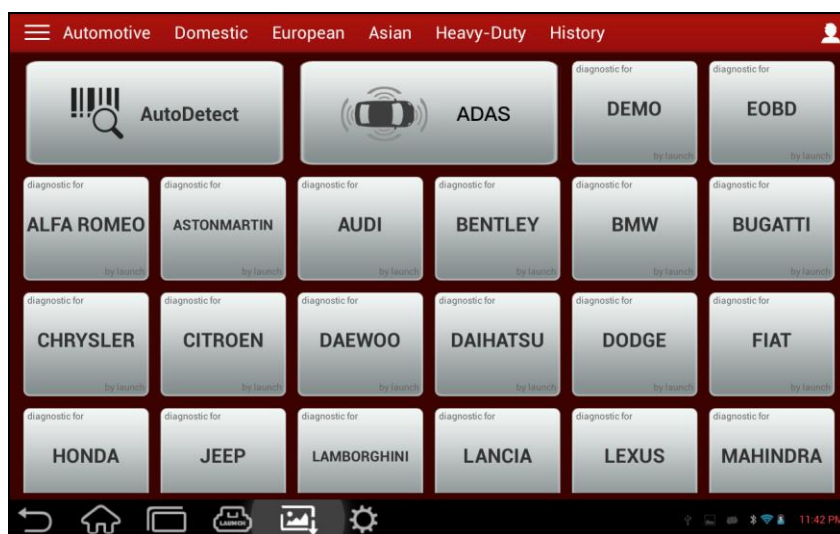 Automotive Domestic European Asian Heavy-Duty History
AutoDetect
ADAS
diagnostic for
DEMO
by launch
diagnostic for
EOBD
by launch
diagnostic for
ALFA ROMEO
by launch
diagnostic for
ASTONMARTIN
by launch
diagnostic for
AUDI
by launch
diagnostic for
BENTLEY
by launch
diagnostic for
BMW
by launch
diagnostic for
BUGATTI
by launch
diagnostic for
CHRYSLER
by launch
diagnostic for
CITROEN
by launch
diagnostic for
DAEWOO
by launch
diagnostic for
DAIHATSU
by launch
diagnostic for
DODGE
by launch
diagnostic for
FIAT
by launch
diagnostic for
HONDA
diagnostic for
JEEP
diagnostic for
LAMBORGHINI
diagnostic for
LANCIA
diagnostic for
LEXUS
diagnostic for
MAHINDRA
LAUNCH
11:42 PM